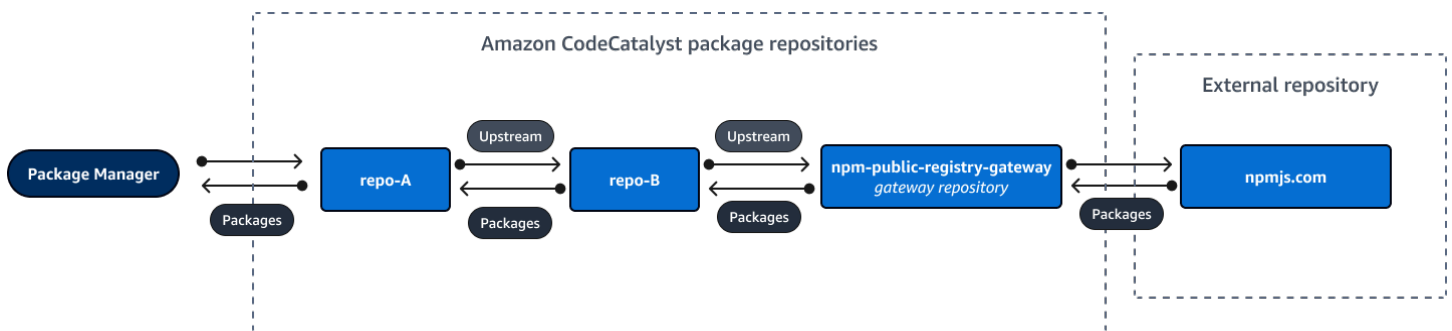 Amazon CodeCatalyst package repositories
External repository
Package Manager
Packages
repo-A
Upstream
Packages
repo-B
Upstream
Packages
npm-public-registry-gateway
gateway repository
Packages
npmjs.com